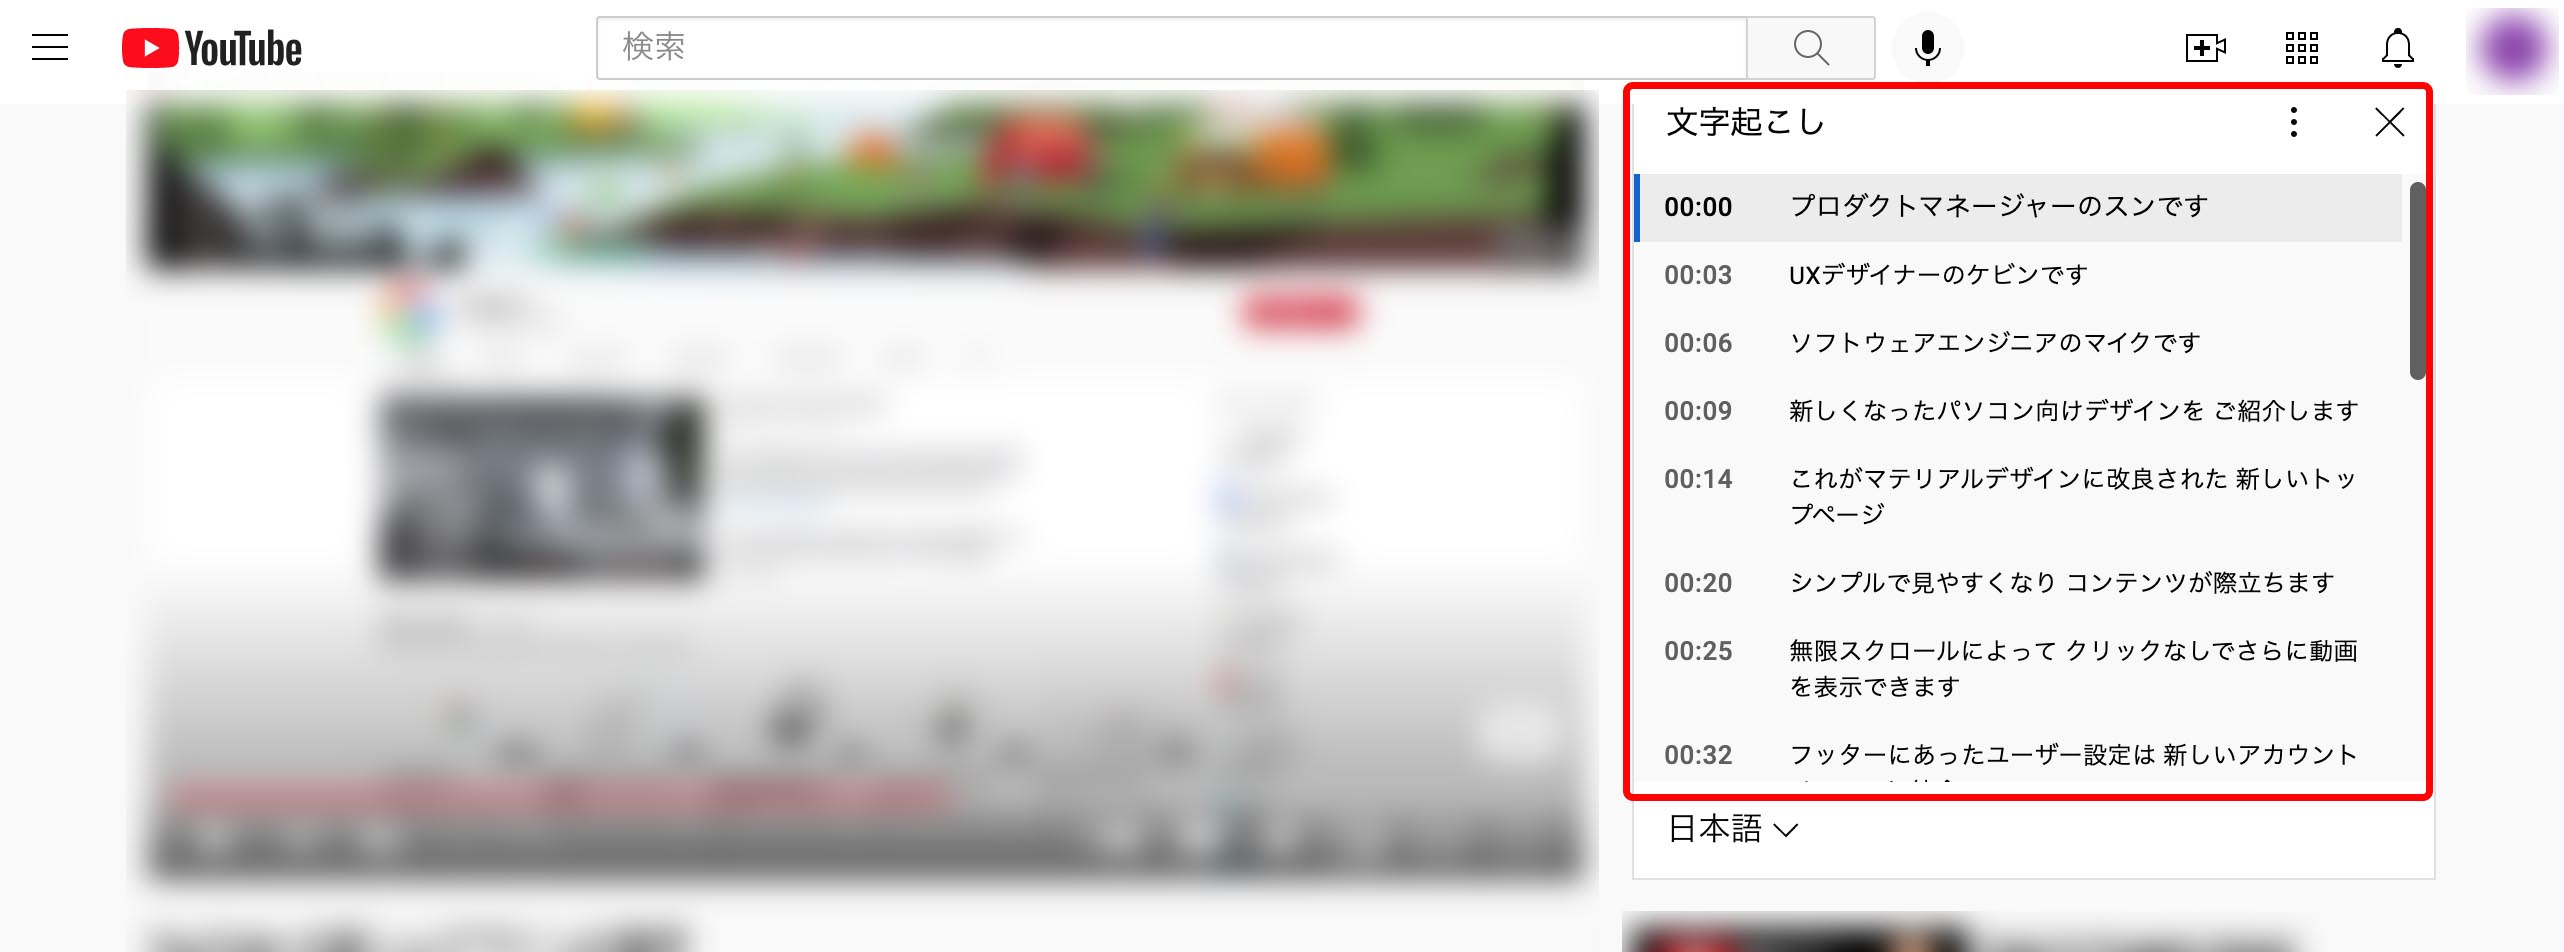 YouTube
検索
文字起こし
00:00 プロダクトマネージャーのスンです
00:03 UXデザイナーのケビンです
00:06 ソフトウェアエンジニアのマイクです
00:09 新しくなったパソコン向けデザインを ご紹介します
00:14 これがマテリアルデザインに改良された 新しいトッ
プページ
00:20 シンプルで見やすくなり コンテンツが際立ちます
00:25 無限スクロールによって クリックなしでさらに動画
を表示できます
00:32 フッターにあったユーザー設定は 新しいアカウント
日本語